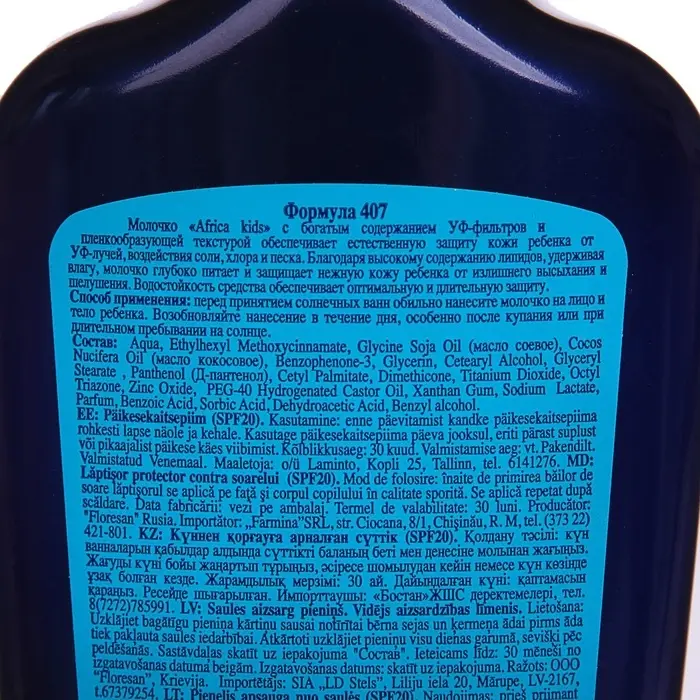 Формула 407
Молочко «Africa kids» с богатым содержанием УФ-фильтров и
пленкообразующей текстурой обеспечивает естественную защиту кожи ребенка от
УФ-лучей, воздействия соли, хлора и песка. Благодаря высокому содержанию липидов, удерживая
влагу, молочко глубоко питает и защищает нежную кожу ребенка от излишнего высыхания и
шелушения. Водостойкость средства обеспечивает оптимальную и длительную защиту.
Способ применения: перед принятием солнечных ванн обильно нанесите молочко на лицо и
тело ребенка. Возобновляйте нанесение в течение дня, особенно после купания или при
длительном пребывании на солнце.
Состав: Aqua, Ethylhexyl Methoxycinnamate, Glycine Soja Oil (масло соевое), Cocos
Nucifera Oil (масло кокосовое), Benzophenone-3, Glycerin, Cetearyl Alcohol, Glyceryl
Stearate , Panthenol (Д-пантенол), Cetyl Palmitate, Dimethicone, Titanium Dioxide, Octyl
Triazone, Zinc Oxide, PEG-40 Hydrogenated Castor Oil, Xanthan Gum, Sodium Lactate,
Parfum, Benzoic Acid, Sorbic Acid, Dehydroacetic Acid, Benzyl alcohol.
EE: Päikesekaitsepiim (SPF20). Kasutamine: enne päevitamist kandke päikesekaitsepiima
rohkesti lapse näole ja kehale. Kasutage päikesekaitsepiima päeva jooksul, eriti pärast suplust
või pikaajalist päikese käes viibimist. Kõlblikkusaeg: 30 kuud. Valmistamise aeg: vt. Pakendilt.
Valmistatud Venemaal. Maaletoja: o/ü Laminto, Kopli 25, Tallinn, tel. 6141276. MD:
Lăptişor protector contra soarelui (SPF20). Mod de folosire: înaite de primirea băilor de
soare lăptişorul se aplică pe faţă şi corpul copilului în calitate sporită. Se aplică repetat după
scăldare. Data fabricării: vezi pe ambalaj. Termel de valabilitate: 30 luni. Producător:
"Floresan" Rusia. Importător: „Farmina"SRL, str. Ciocana, 8/1, Chişinău, R. M, tel. (373 22)
421-801. KZ: Күннен қорғауға арналған сүттік (SPF20). Қолдану тәсілі: күн
ванналарын қабылдар алдында сүттікті баланың беті мен денесіне молынан жағыңыз.
Жағуды күні бойы жаңартып тұрыңыз, әсіресе шомылудан кейін немесе күн көзінде
ұзақ болған кезде. Жарамдылық мерзімі: 30 ай. Дайындалған күні: қаптамасын
қараңыз. Ресейде шығарылған. Импорттаушы: «Бостан»ЖШС деректемелері, тел.
8(7272)785991. LV: Saules aizsarg pieniņš. Vidējs aizsardzības līmenis. Lietošana:
Uzklājiet bagātīgu pieniņa kārtiņu sausai notīrītai bērna sejas un ķermeņa ādai pirms āda
tiek pakļauta saules iedarbībai. Atkārtoti uzklājiet pieniņu visu dienas garumā, sevišķi pēc
peldēšanās. Sastāvdaļas skatīt uz iepakojuma "Состав". Ieteicams līdz: 30 mēneši no
izgatavošanas datuma beigām. Izgatavošanas datums: skatīt uz iepakojuma. Ražots: OOO
"Floresan", Krievija. Importētājs: SIA „LD Stels", Liliju iela 20, Mārupe, LV-2167,
t.67379254. LT: Pienelis apsauga nuo saulės (SPF20). Naudojimas: prieš priimant